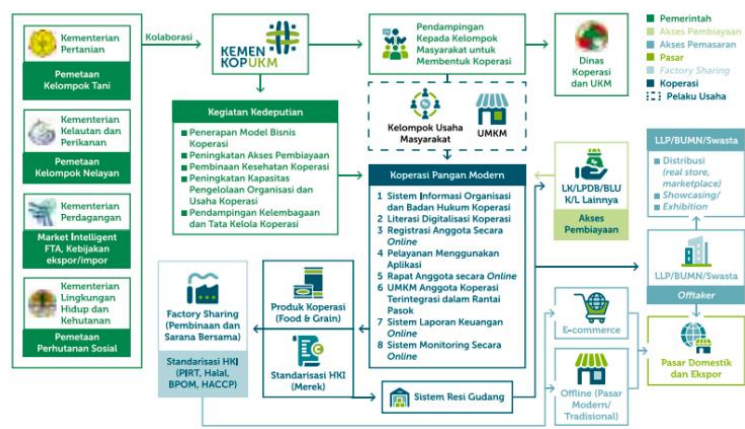 Kementerian
Pertanian
Pemetaan
Kelompok Tani
Kementerian
Kelautan dan
Perikanan
Pemetaan
Kelompok Nelayan
Kementerian
Perdagangan
Market Intelligent
FTA, Kebijakan
ekspor/impor
Kementerian
Lingkungan
Hidup dan
Kehutanan
Pemetaan
Perhutanan Sosial
Kolaborasi
KEMEN
KOPUKM
Pendampingan
Kepada Kelompok
Masyarakat untuk
Membentuk Koperasi
Dinas
Koperasi
dan UKM
Pemerintah
Akses Pembiayaan
Akses Pemasaran
Pasar
Factory Sharing
Koperasi
Pelaku Usaha
Kegiatan Kedeputian
■ Penerapan Model Bisnis
Koperasi
■ Peningkatan Akses Pembiayaan
■ Pembinaan Kesehatan Koperasi
■ Peningkatan Kapasitas
Pengelolaan Organisasi dan
Usaha Koperasi
■ Pendampingan Kelembagaan
dan Tata Kelola Koperasi
Kelompok Usaha
Masyarakat
UMKM
Koperasi Pangan Modern
1 Sistem Informasi Organisasi
dan Badan Hukum Koperasi
2 Literasi Digitalisasi Koperasi
3 Registrasi Anggota Secara
Online
4 Pelayanan Menggunakan
Aplikasi
5 Rapat Anggota secara Online
6 UMKM Anggota Koperasi
Terintegrasi dalam Rantai
Pasok
7 Sistem Laporan Keuangan
Online
8 Sistem Monitoring Secara
Online
LK/LPDB/BLU
K/L Lainnya
Akses
Pembiayaan
LLP/BUMN/Swasta
■ Distribusi
(real store,
marketplace)
■ Showcasing/
■ Exhibition
LLP/BUMN/Swasta
Offtaker
Factory Sharing
(Pembinaan dan
Sarana Bersama)
Standarisasi HKI
(PIRT, Halal,
BPOM, HACCP)
Produk Koperasi
(Food & Grain)
Standarisasi HKI
(Merek)
Sistem Resi Gudang
E-commerce
Offline (Pasar
Modern/
Tradisional)
Pasar Domestik
dan Ekspor